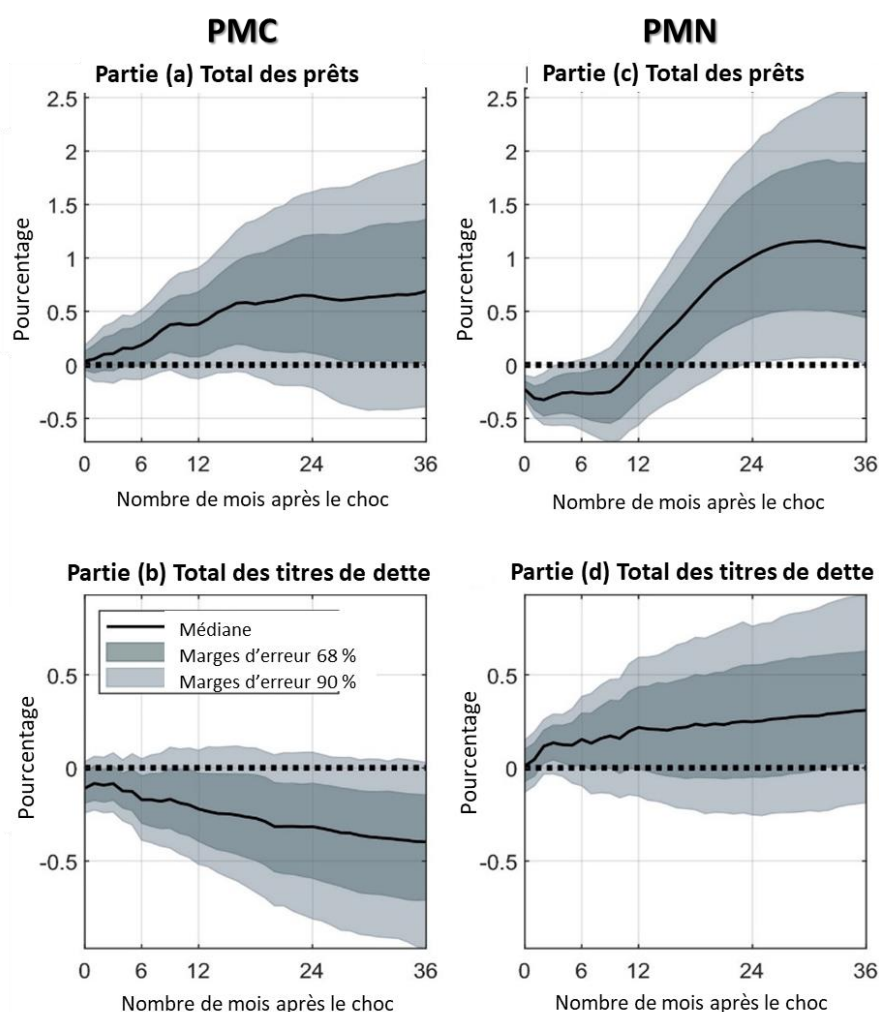 PMC
PMN
Partie (a) Total des prêts
Partie (c) Total des prêts
2.5
2
1.5
1
0.5
0
-0.5
Pourcentage
0 6 12 24 36
Nombre de mois après le choc
2.5
2
1.5
1
0.5
0
-0.5
Pourcentage
0 6 12 24 36
Nombre de mois après le choc
Partie (b) Total des titres de dette
Partie (d) Total des titres de dette
Médiane
Marges d'erreur 68 %
Marges d'erreur 90 %
0.5
0
-0.5
Pourcentage
0 6 12 24 36
Nombre de mois après le choc
0.5
0
-0.5
Pourcentage
0 6 12 24 36
Nombre de mois après le choc